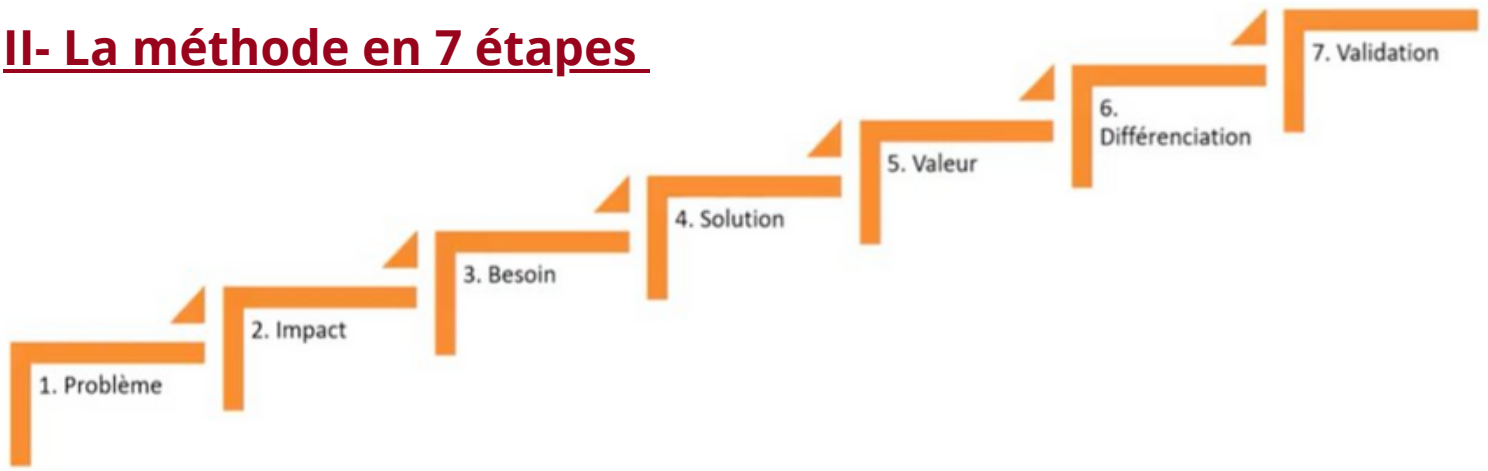 II- La méthode en 7 étapes
7. Validation
6.
Différenciation
5. Valeur
4. Solution
3. Besoin
2. Impact
1. Problème